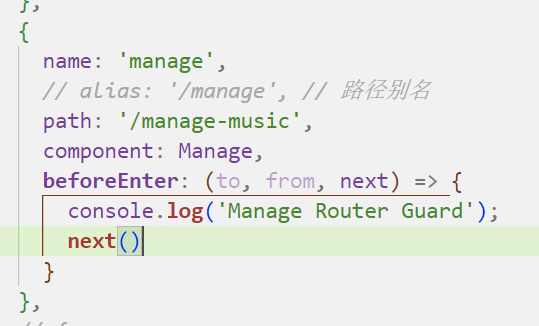 },
{
name: 'manage',
// alias: '/manage', // 路径别名
path: '/manage-music',
component: Manage,
beforeEnter: (to, from, next) => {
console.log('Manage Router Guard');
next()
}
},